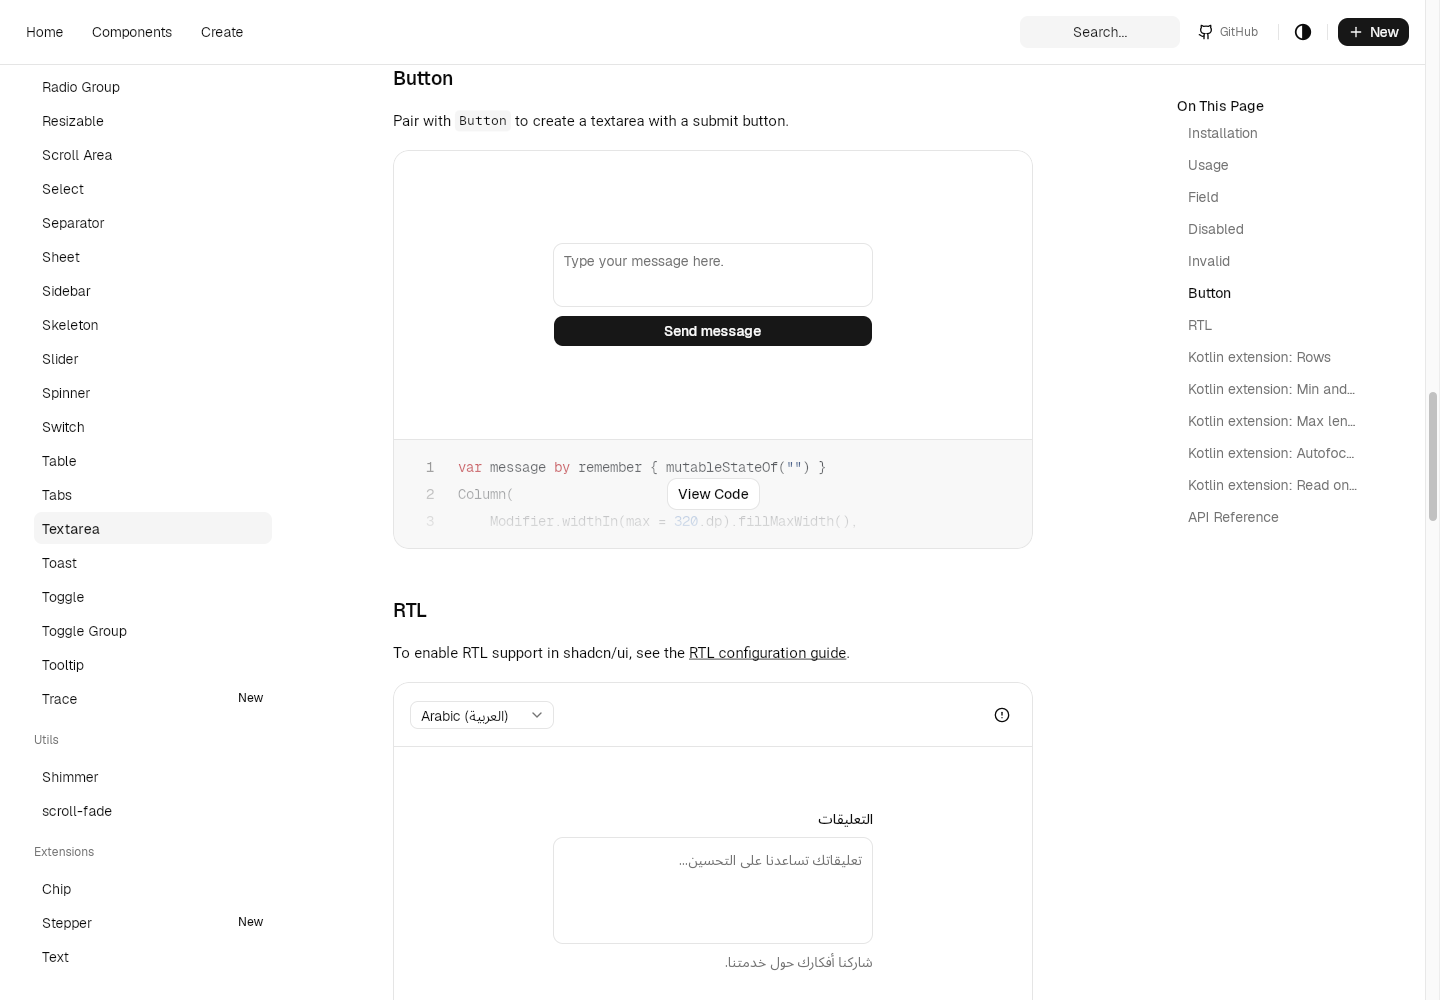 Home
Components
Create
Search...
GitHub
New
Radio Group
Resizable
Scroll Area
Select
Separator
Sheet
Sidebar
Skeleton
Slider
Spinner
Switch
Table
Tabs
Textarea
Toast
Toggle
Toggle Group
Tooltip
Trace New
Utils
Shimmer
scroll-fade
Extensions
Chip
Stepper New
Text
Button
Pair with Button to create a textarea with a submit button.
Type your message here.
Send message
1 var message by remember { mutableStateOf("") }
2 Column(
View Code
3 Modifier.widthIn(max = 320.dp).fillMaxWidth(),
RTL
To enable RTL support in shadcn/ui, see the RTL configuration guide.
Arabic (العربية)
التعليقات
تعليقاتك تساعدنا على التحسين...
شاركنا أفكارك حول خدمتنا.
On This Page
Installation
Usage
Field
Disabled
Invalid
Button
RTL
Kotlin extension: Rows
Kotlin extension: Min and...
Kotlin extension: Max len...
Kotlin extension: Autofoc...
Kotlin extension: Read on...
API Reference